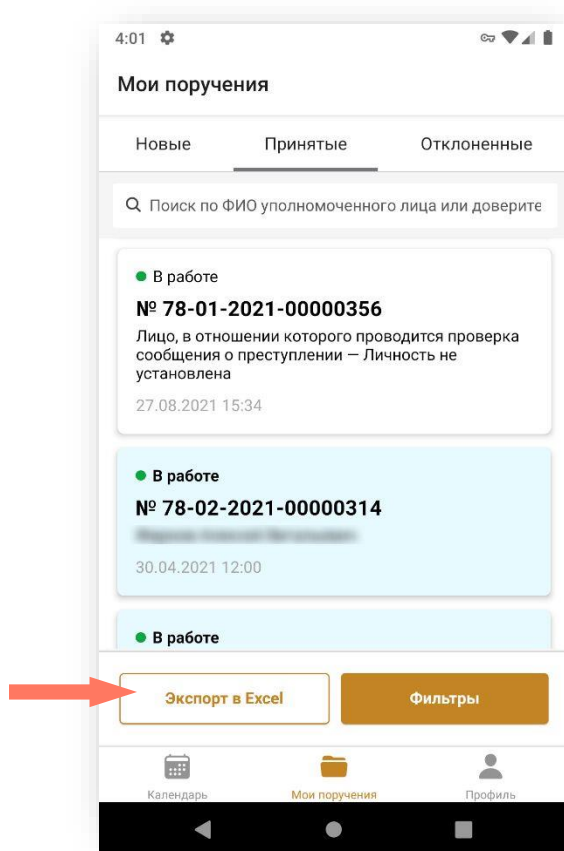 4:01
Мои поручения
Новые Принятые Отклоненные
Поиск по ФИО уполномоченного лица или доверите
В работе
№ 78-01-2021-00000356
Лицо, в отношении которого проводится проверка
сообщения о преступлении — Личность не
установлена
27.08.2021 15:34
В работе
№ 78-02-2021-00000314
30.04.2021 12:00
В работе
Экспорт в Excel Фильтры
Календарь Мои поручения Профиль